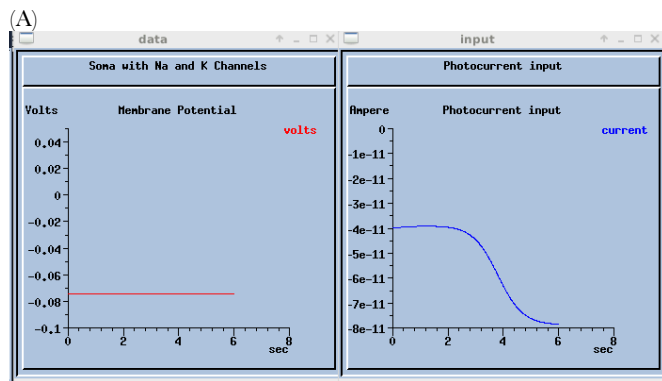 (A)
data
input
Soma with Na and K Channels
Photocurrent input
Volts Membrane Potential
volts
0.04
0.02
0
-0.02
-0.04
-0.06
-0.08
-0.1
0 2 4 6 8
sec
Ampere Photocurrent input
current
0
-1e-11
-2e-11
-3e-11
-4e-11
-5e-11
-6e-11
-7e-11
-8e-11
0 2 4 6 8
sec